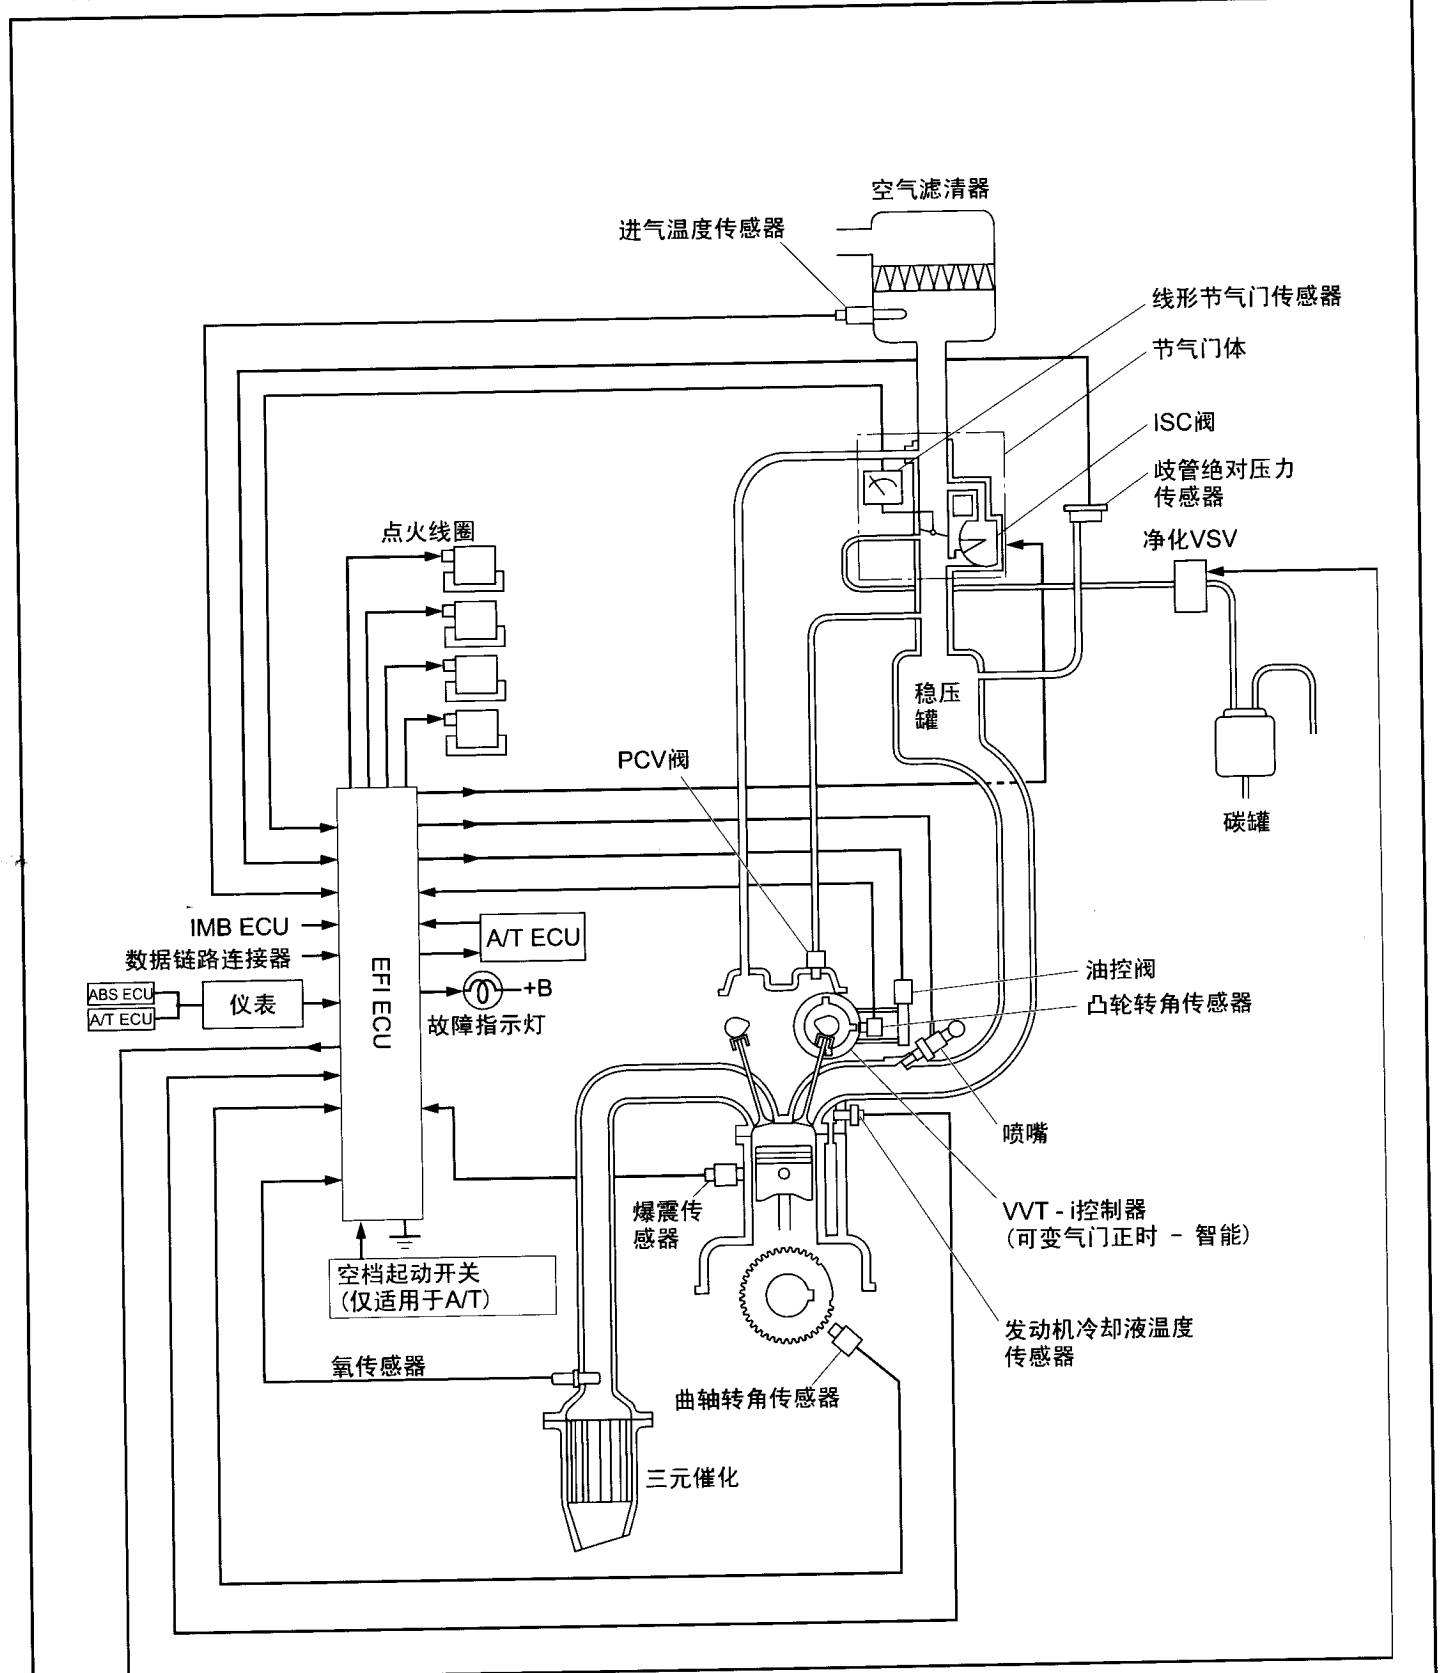 空气滤清器
进气温度传感器
线形节气门传感器
节气门体
ISC阀
歧管绝对压力
传感器
净化VSV
点火线圈
稳压
罐
PCV阀
碳罐
IMB ECU
数据链路连接器
ABS ECU
A/T ECU
仪表
EFI ECU
A/T ECU
+B
故障指示灯
油控阀
凸轮转角传感器
喷嘴
爆震传
感器
VVT - i控制器
(可变气门正时 - 智能)
空档起动开关
(仅适用于A/T)
发动机冷却液温度
传感器
氧传感器
曲轴转角传感器
三元催化